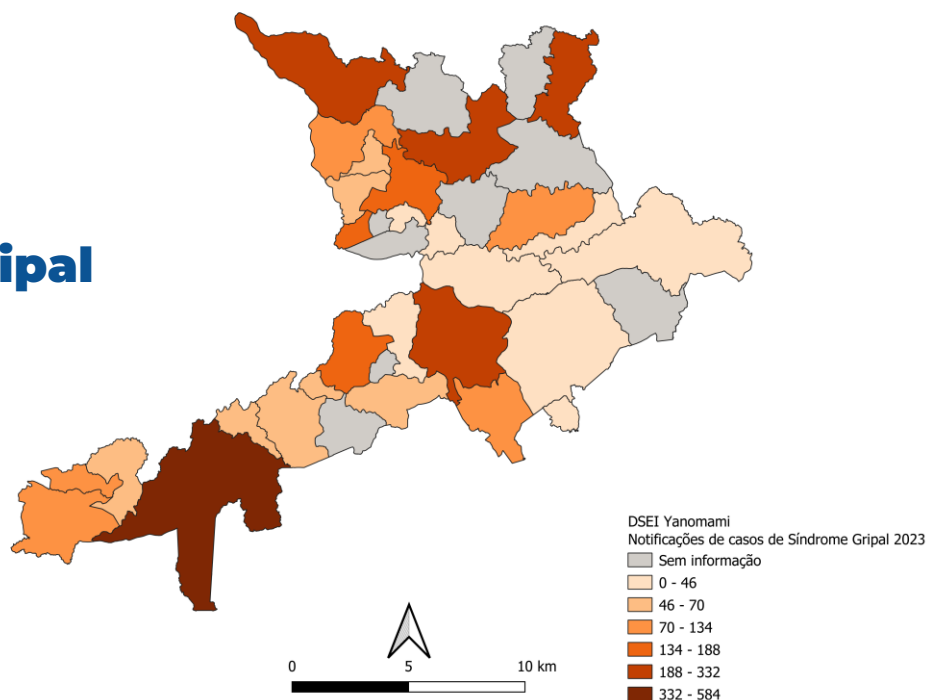 ipal
DSEI Yanomami
Notificações de casos de Síndrome Gripal 2023
Sem informação
0 - 46
46 - 70
70 - 134
134 - 188
188 - 332
332 - 584
0 5 10 km